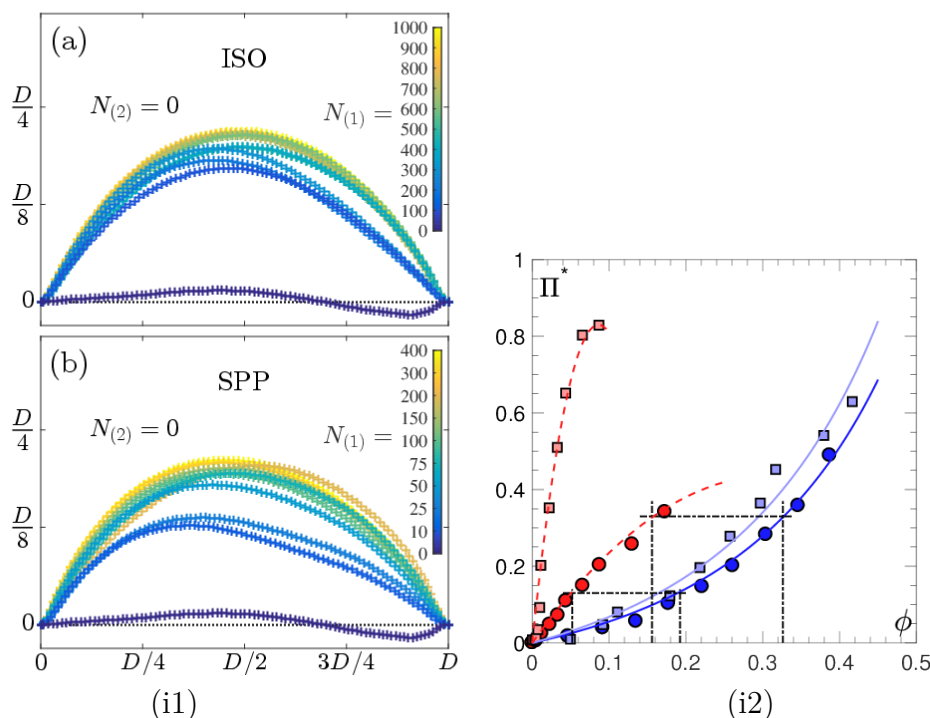 (a)
ISO
N(2) = 0
N(1) =
1000
900
800
700
600
500
400
300
200
100
0
D/4
D/8
0
(b)
SPP
N(2) = 0
N(1) =
400
300
200
150
100
75
50
25
10
5
0
D/4
D/8
0
0 D/4 D/2 3D/4 D
(i1)
Π*
1
0.8
0.6
0.4
0.2
0
0 0.1 0.2 0.3 0.4 0.5
ϕ
(i2)